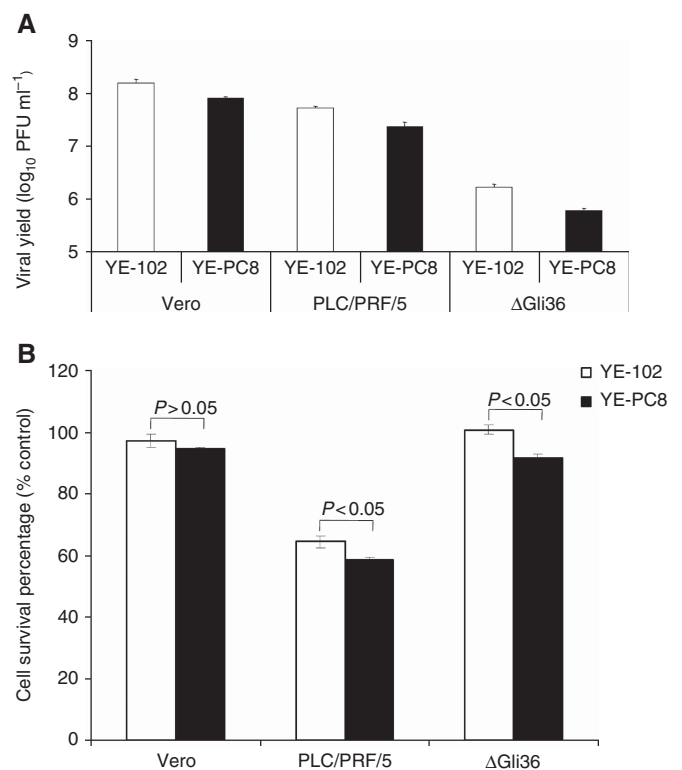 A
Viral yield (log10 PFU ml−1)
9
8
7
6
5
YE-102 YE-PC8 YE-102 YE-PC8 YE-102 YE-PC8
Vero PLC/PRF/5 ΔGli36
B
Cell survival percentage (% control)
120
100
80
60
40
20
0
YE-102
YE-PC8
P>0.05
P<0.05
P<0.05
Vero PLC/PRF/5 ΔGli36